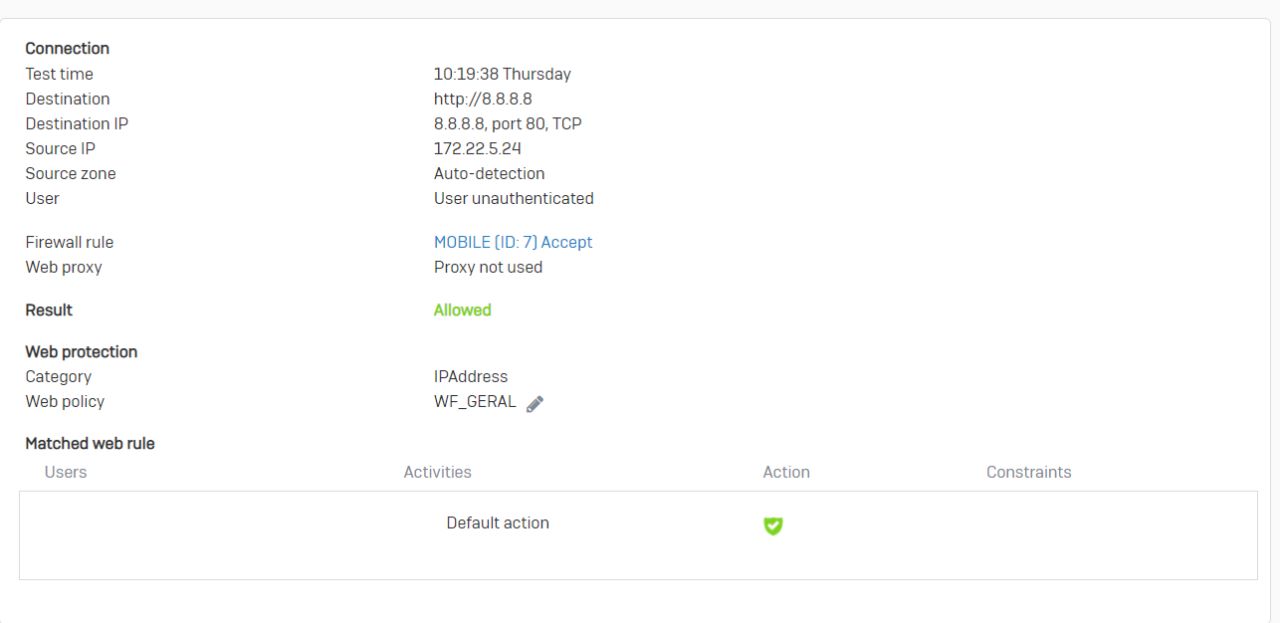 Connection
Test time 10:19:38 Thursday
Destination http://8.8.8.8
Destination IP 8.8.8.8, port 80, TCP
Source IP 172.22.5.24
Source zone Auto-detection
User User unauthenticated
Firewall rule MOBILE (ID: 7) Accept
Web proxy Proxy not used
Result Allowed
Web protection
Category IPAddress
Web policy WF_GERAL
Matched web rule
Users Activities Action Constraints
Default action